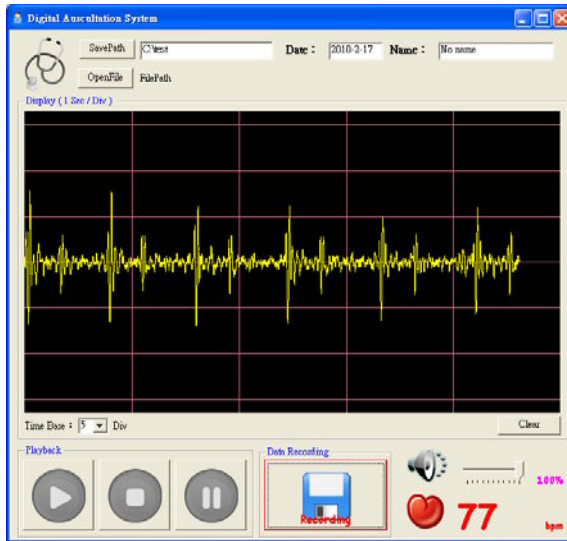 Digital Auscultation System
SavePath C:\test Date : 2010-2-17 Name : No name
OpenFile FilePath
Display ( 1 Sec / Div )
Time Base : 5 Div Clear
Playback Data Recording
Recording
100%
77 bpm